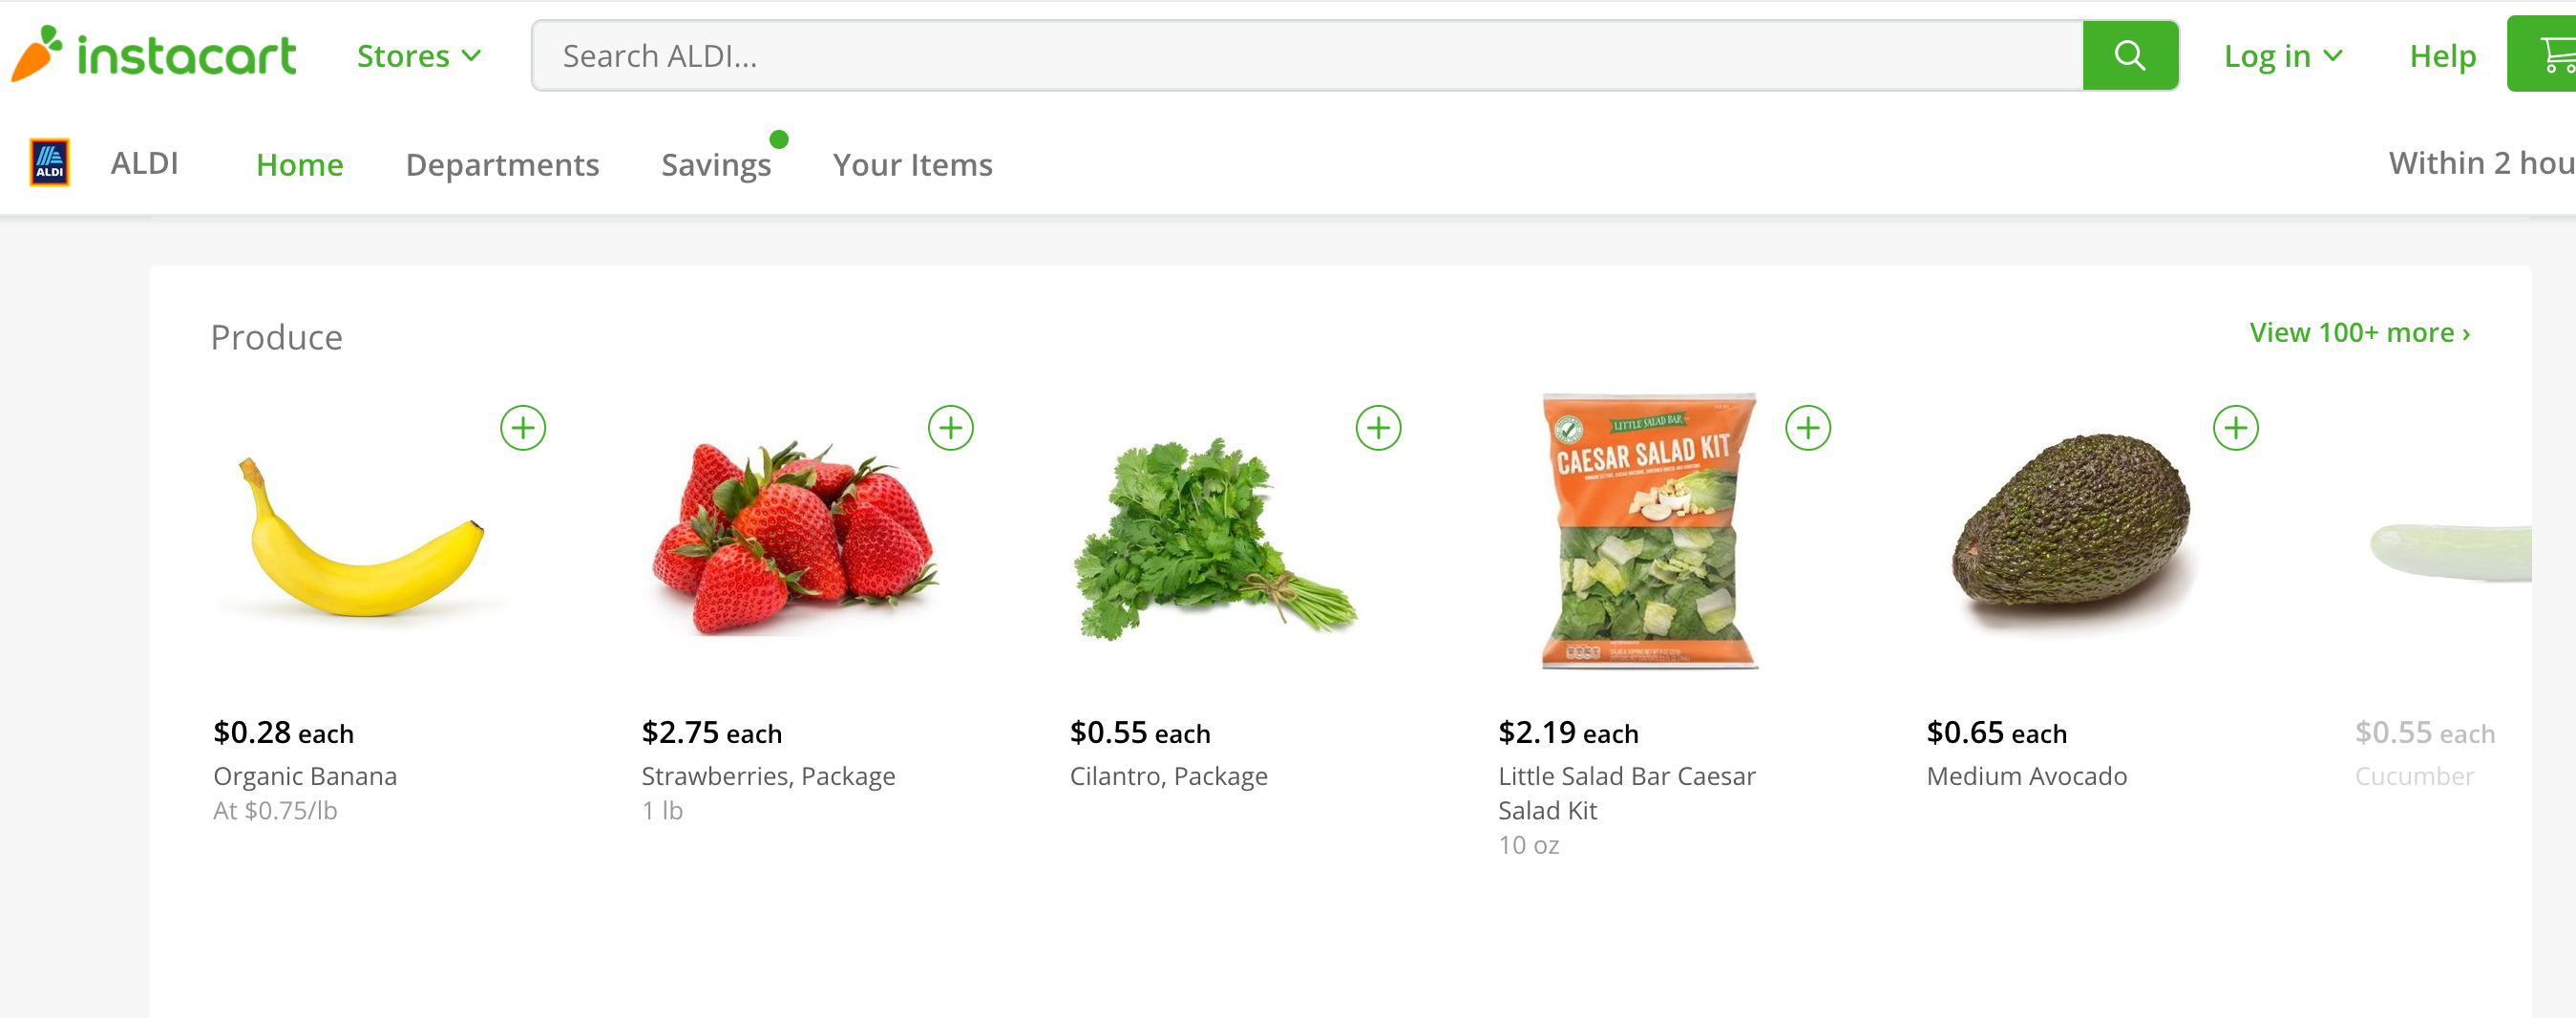 instacart
Stores
Search ALDI...
Log in
Help
ALDI
ALDI
Home
Departments
Savings
Your Items
Within 2 hou
Produce
View 100+ more ›
LITTLE SALAD BAR
CAESAR SALAD KIT
$0.28 each
Organic Banana
At $0.75/lb
$2.75 each
Strawberries, Package
1 lb
$0.55 each
Cilantro, Package
$2.19 each
Little Salad Bar Caesar
Salad Kit
10 oz
$0.65 each
Medium Avocado
$0.55 each
Cucumber